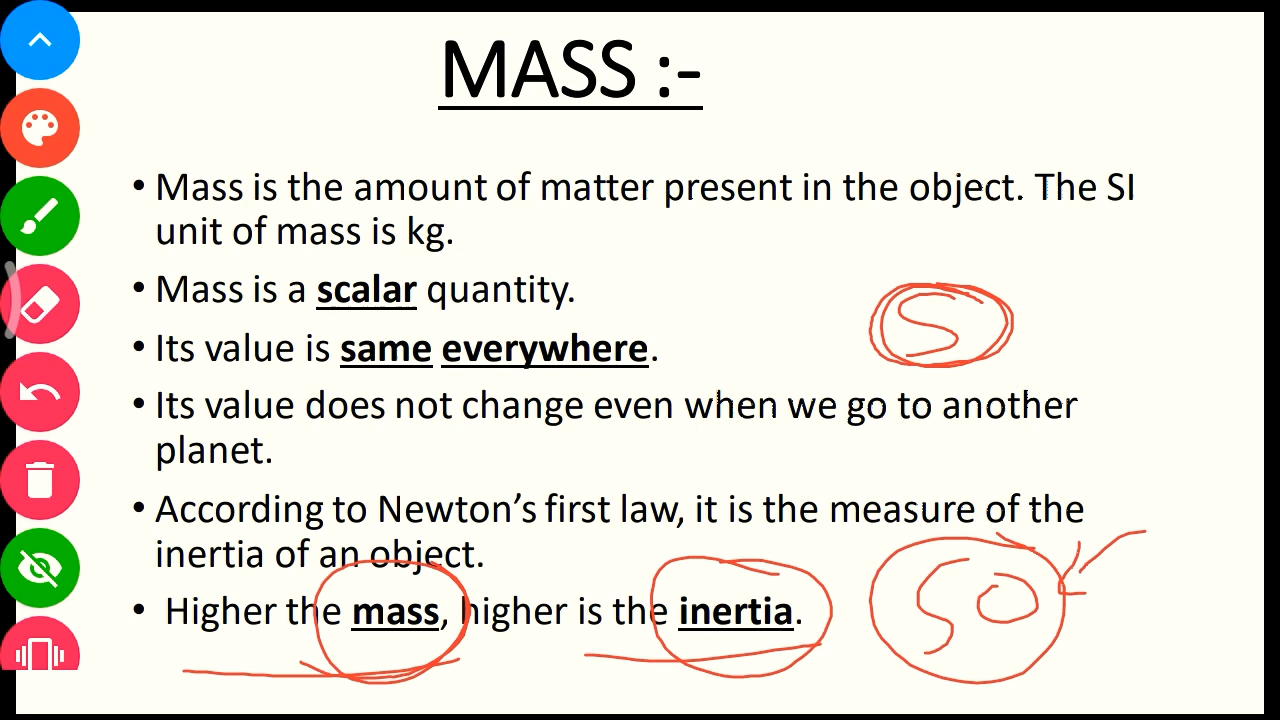 MASS :-
• Mass is the amount of matter present in the object. The SI
unit of mass is kg.
• Mass is a scalar quantity.
• Its value is same everywhere.
5
• Its value does not change even when we go to another
planet.
• According to Newton’s first law, it is the measure of the
inertia of an object.
• Higher the mass, higher is the inertia.
50